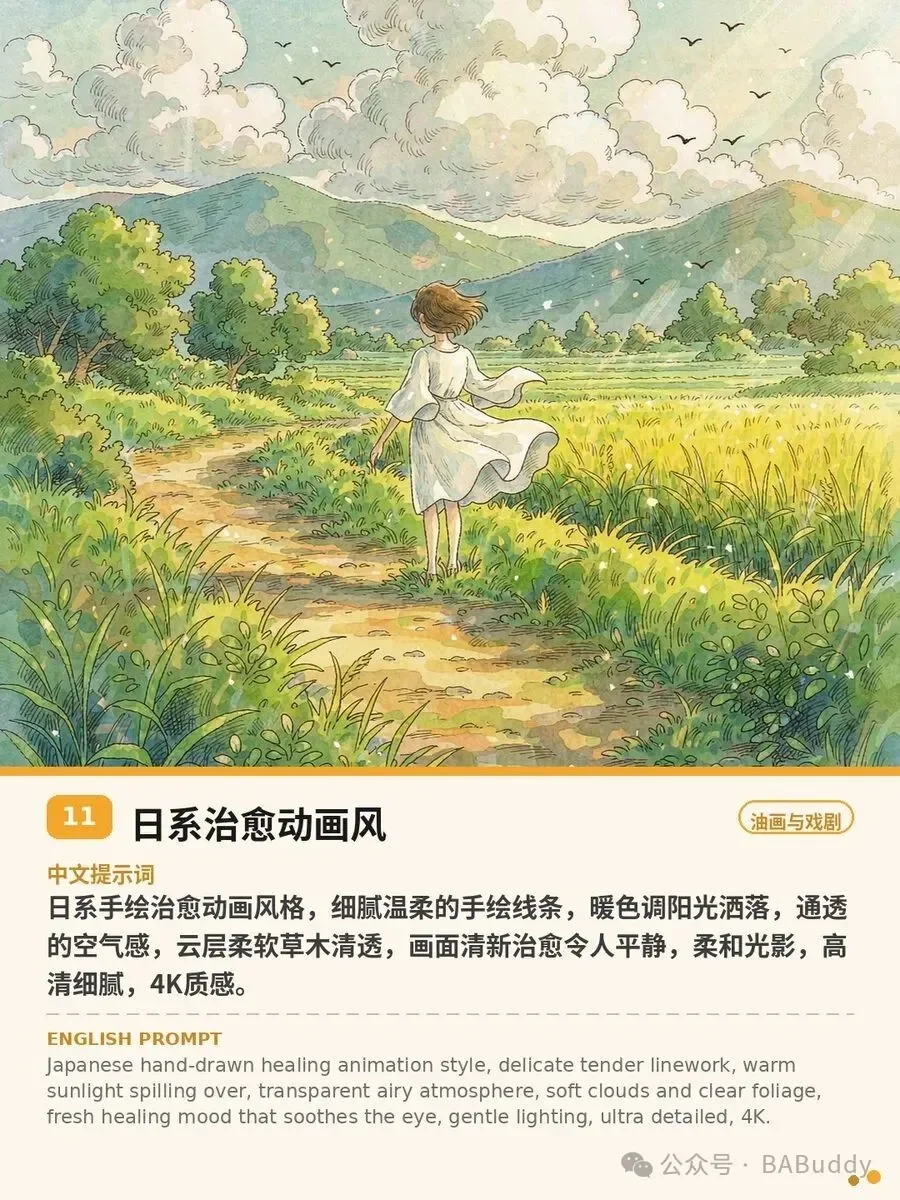 11 日系治愈动画风 油画与戏剧
中文提示词
日系手绘治愈动画风格，细腻温柔的手绘线条，暖色调阳光洒落，通透
的空气感，云层柔软草木清透，画面清新治愈令人平静，柔和光影，高
清细腻，4K质感。
ENGLISH PROMPT
Japanese hand-drawn healing animation style, delicate tender linework, warm
sunlight spilling over, transparent airy atmosphere, soft clouds and clear foliage,
fresh healing mood that soothes the eye, gentle lighting, ultra detailed, 4K.
公众号 · BABuddy